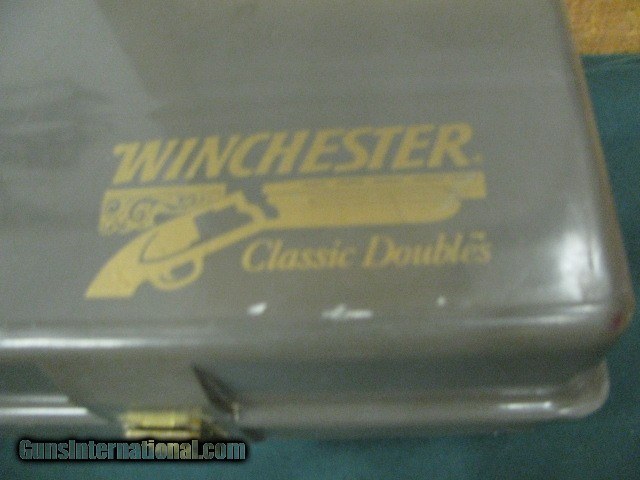 WINCHESTER
Classic Doubles
GunsInternational.com